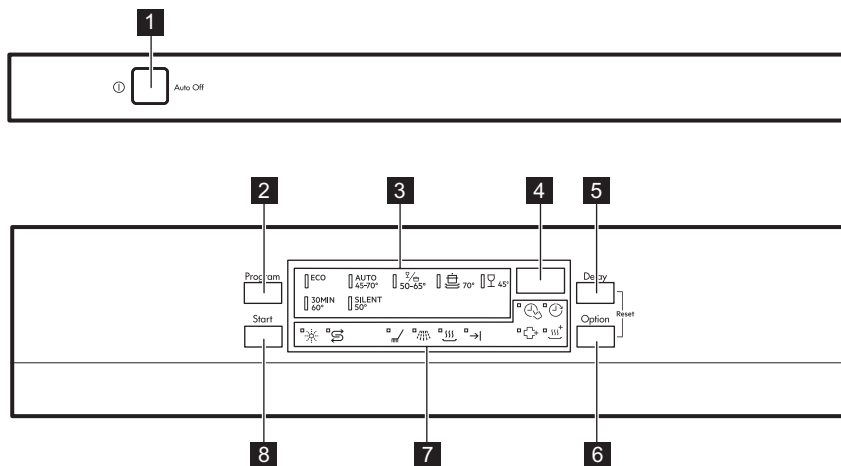 1
Auto Off
2
3
4
5
Program
ECO
AUTO
45-70°
50-65°
70°
45°
Delay
30MIN
60°
SILENT
50°
Start
Option
Reset
8
7
6